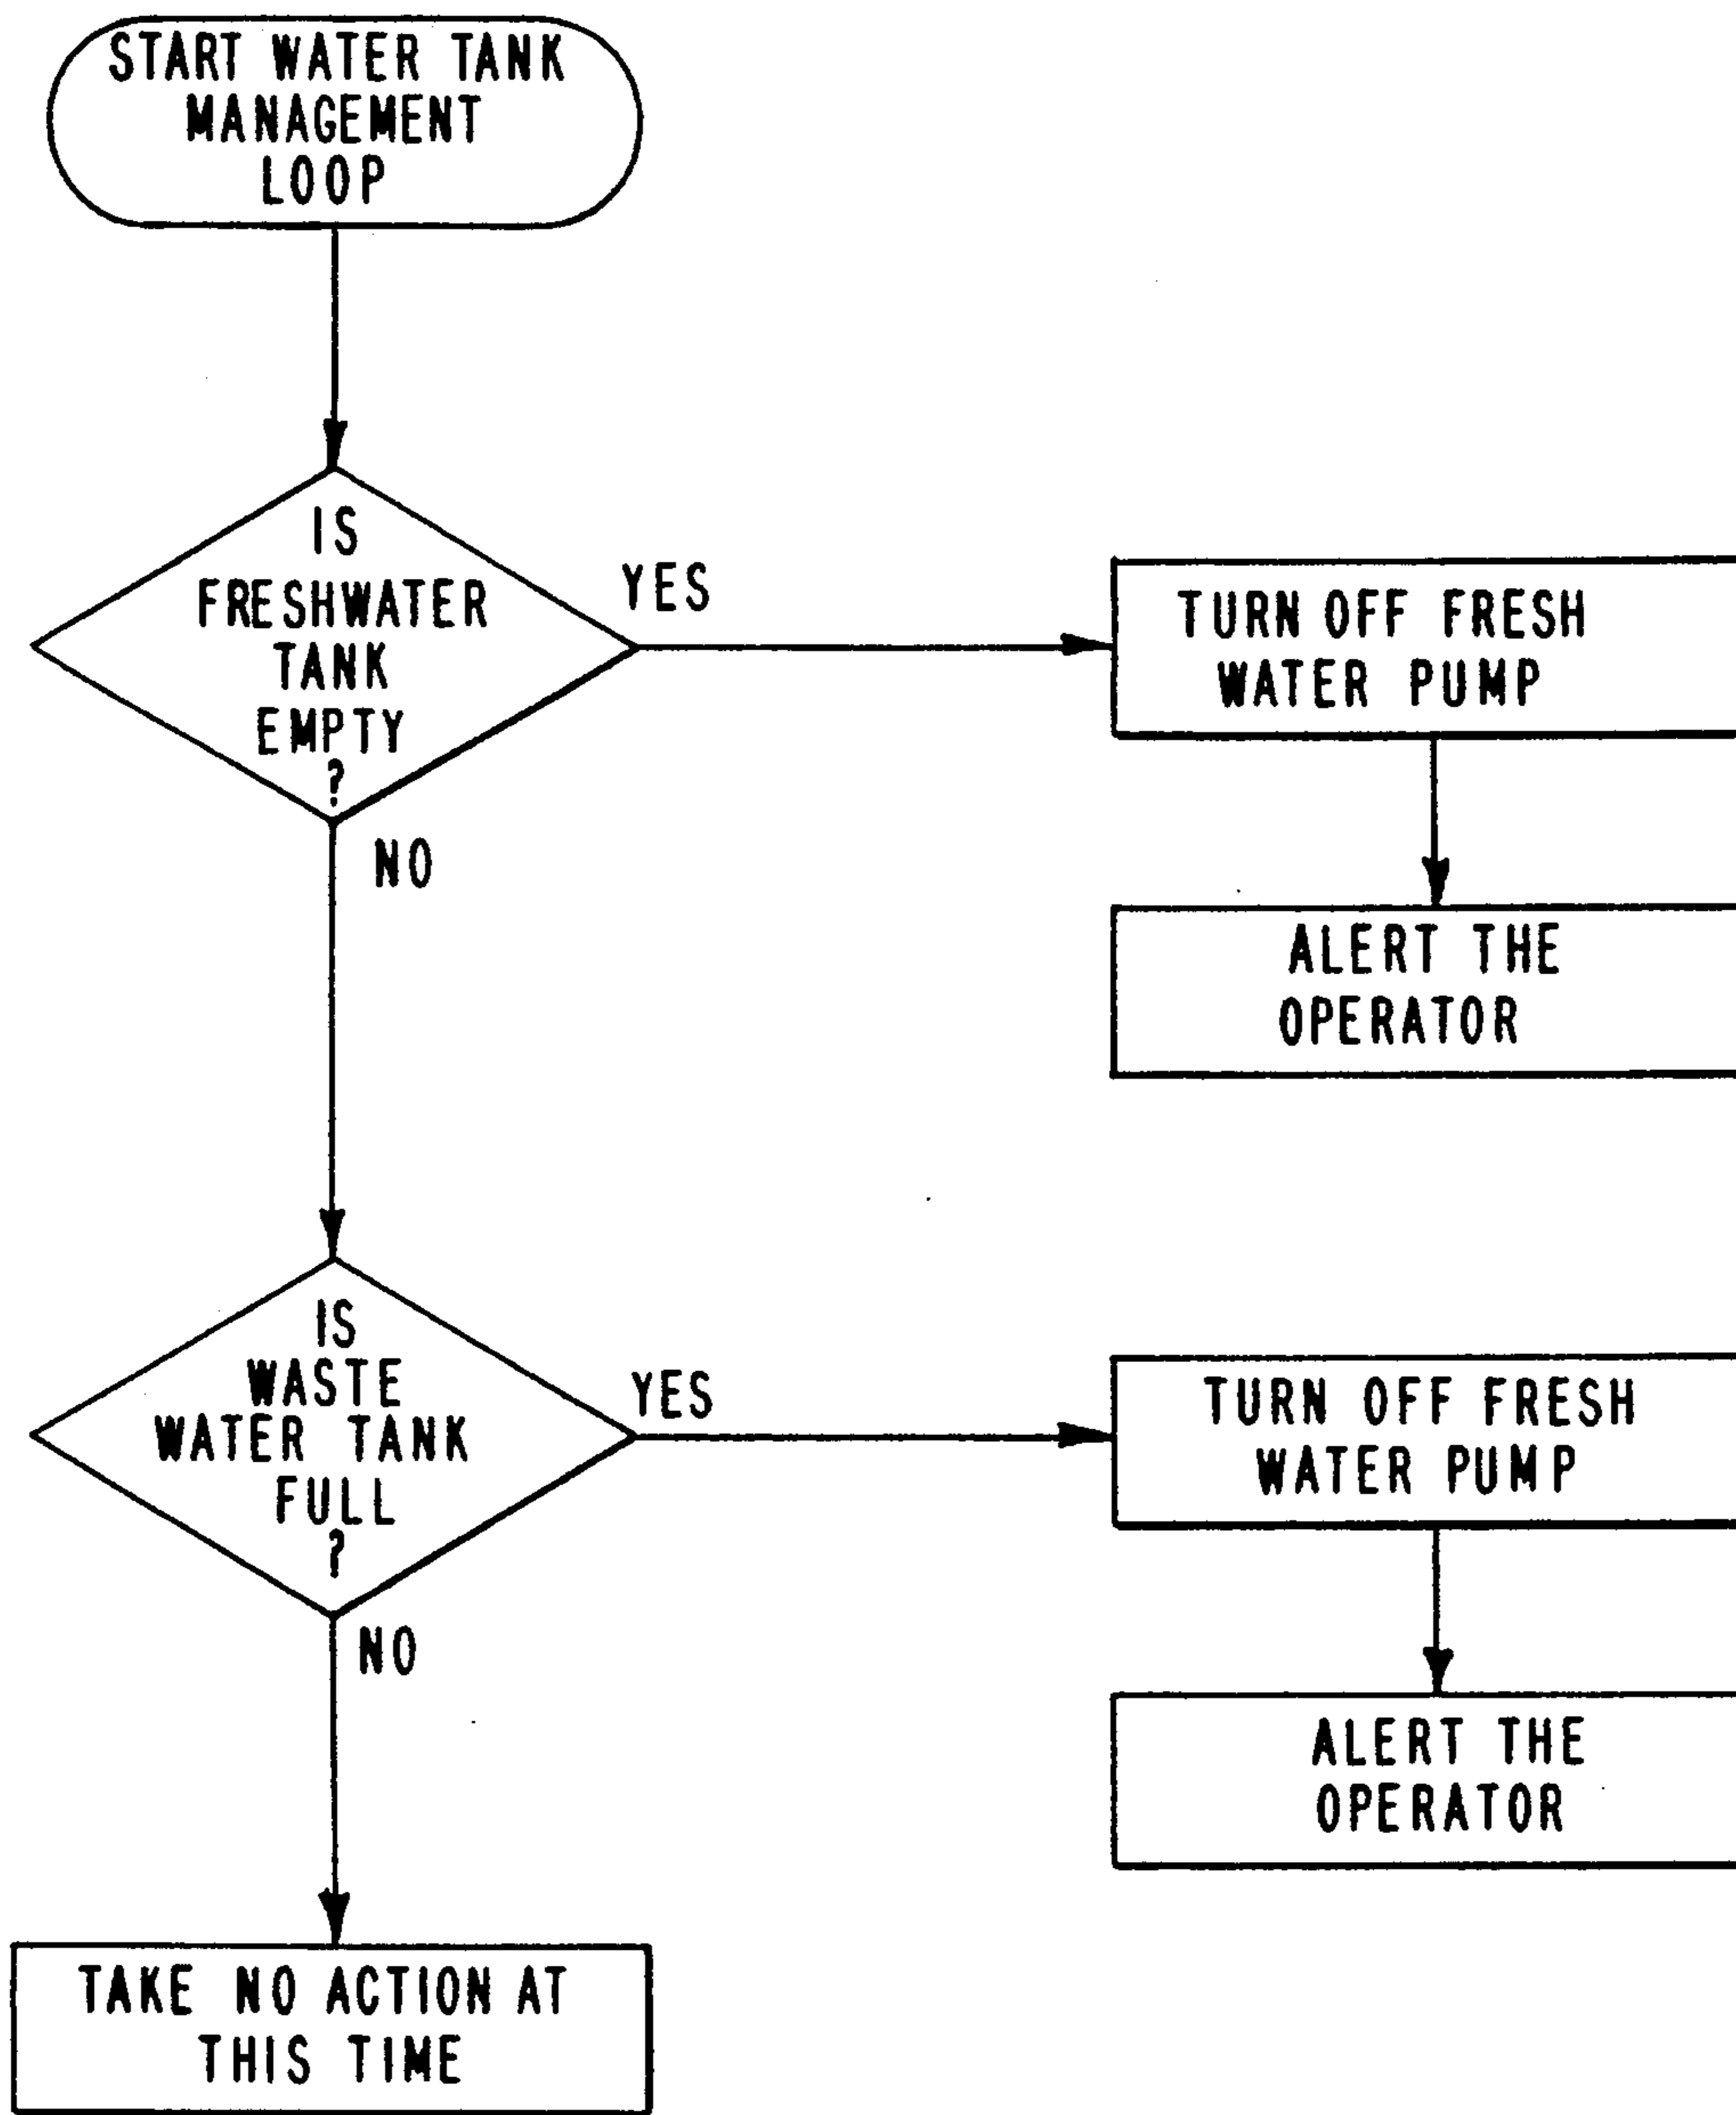 START WATER TANK
MANAGEMENT
LOOP
IS
FRESHWATER
TANK
EMPTY
?
YES
TURN OFF FRESH
WATER PUMP
ALERT THE
OPERATOR
NO
IS
WASTE
WATER TANK
FULL
?
YES
TURN OFF FRESH
WATER PUMP
ALERT THE
OPERATOR
NO
TAKE NO ACTION AT
THIS TIME